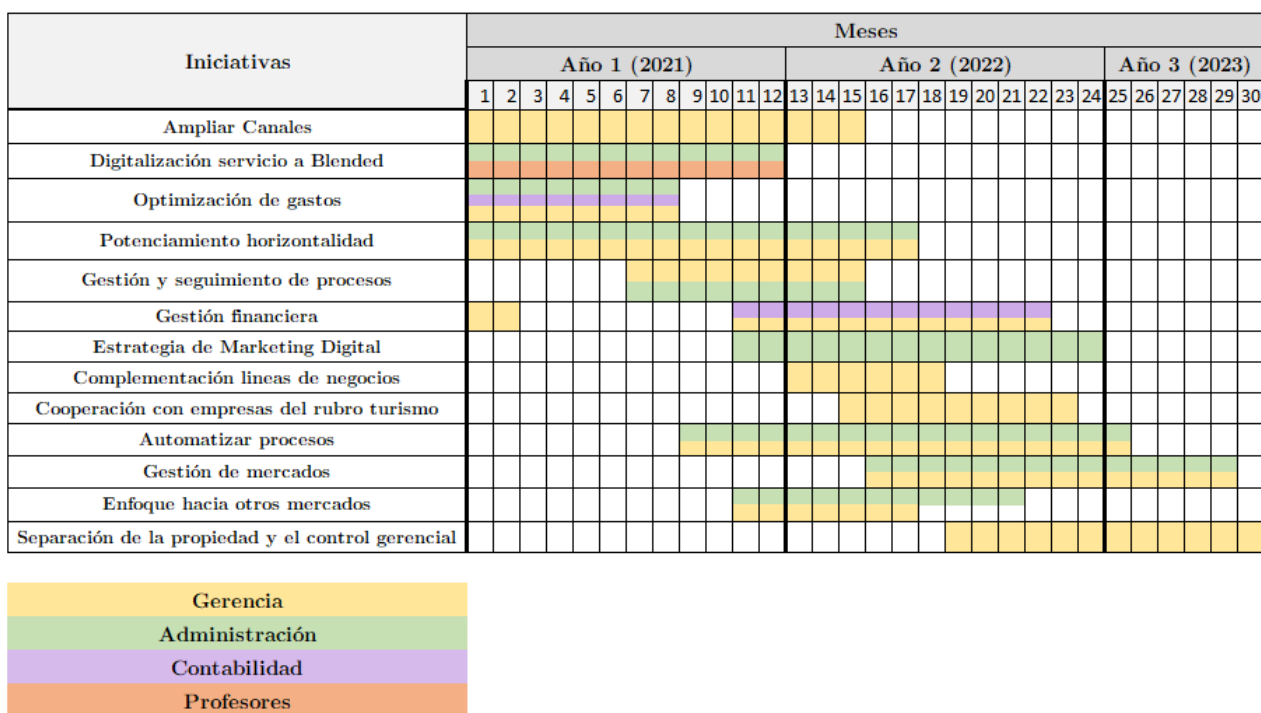 Meses
Iniciativas
Año 1 (2021) Año 2 (2022) Año 3 (2023)
1 2 3 4 5 6 7 8 9 10 11 12 13 14 15 16 17 18 19 20 21 22 23 24 25 26 27 28 29 30
Ampliar Canales
Digitalización servicio a Blended
Optimización de gastos
Potenciamiento horizontalidad
Gestión y seguimiento de procesos
Gestión financiera
Estrategia de Marketing Digital
Complementación lineas de negocios
Cooperación con empresas del rubro turismo
Automatizar procesos
Gestión de mercados
Enfoque hacia otros mercados
Separación de la propiedad y el control gerencial
Gerencia
Administración
Contabilidad
Profesores